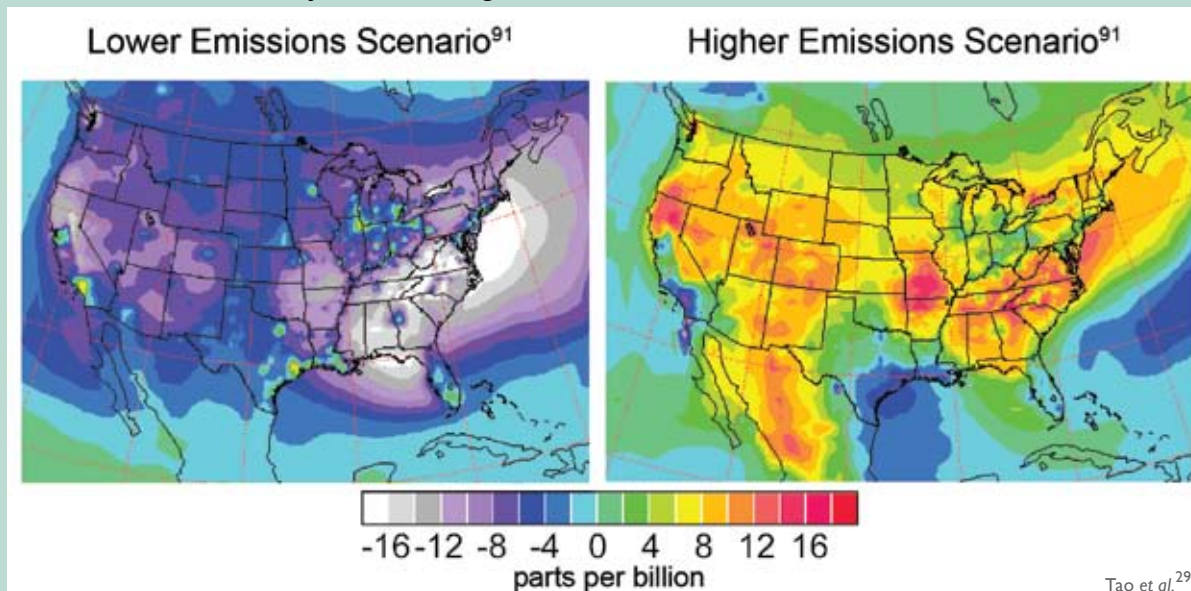 Lower Emissions Scenario⁹¹ Higher Emissions Scenario⁹¹
-16 -12 -8 -4 0 4 8 12 16
parts per billion
Tao et al.²⁹